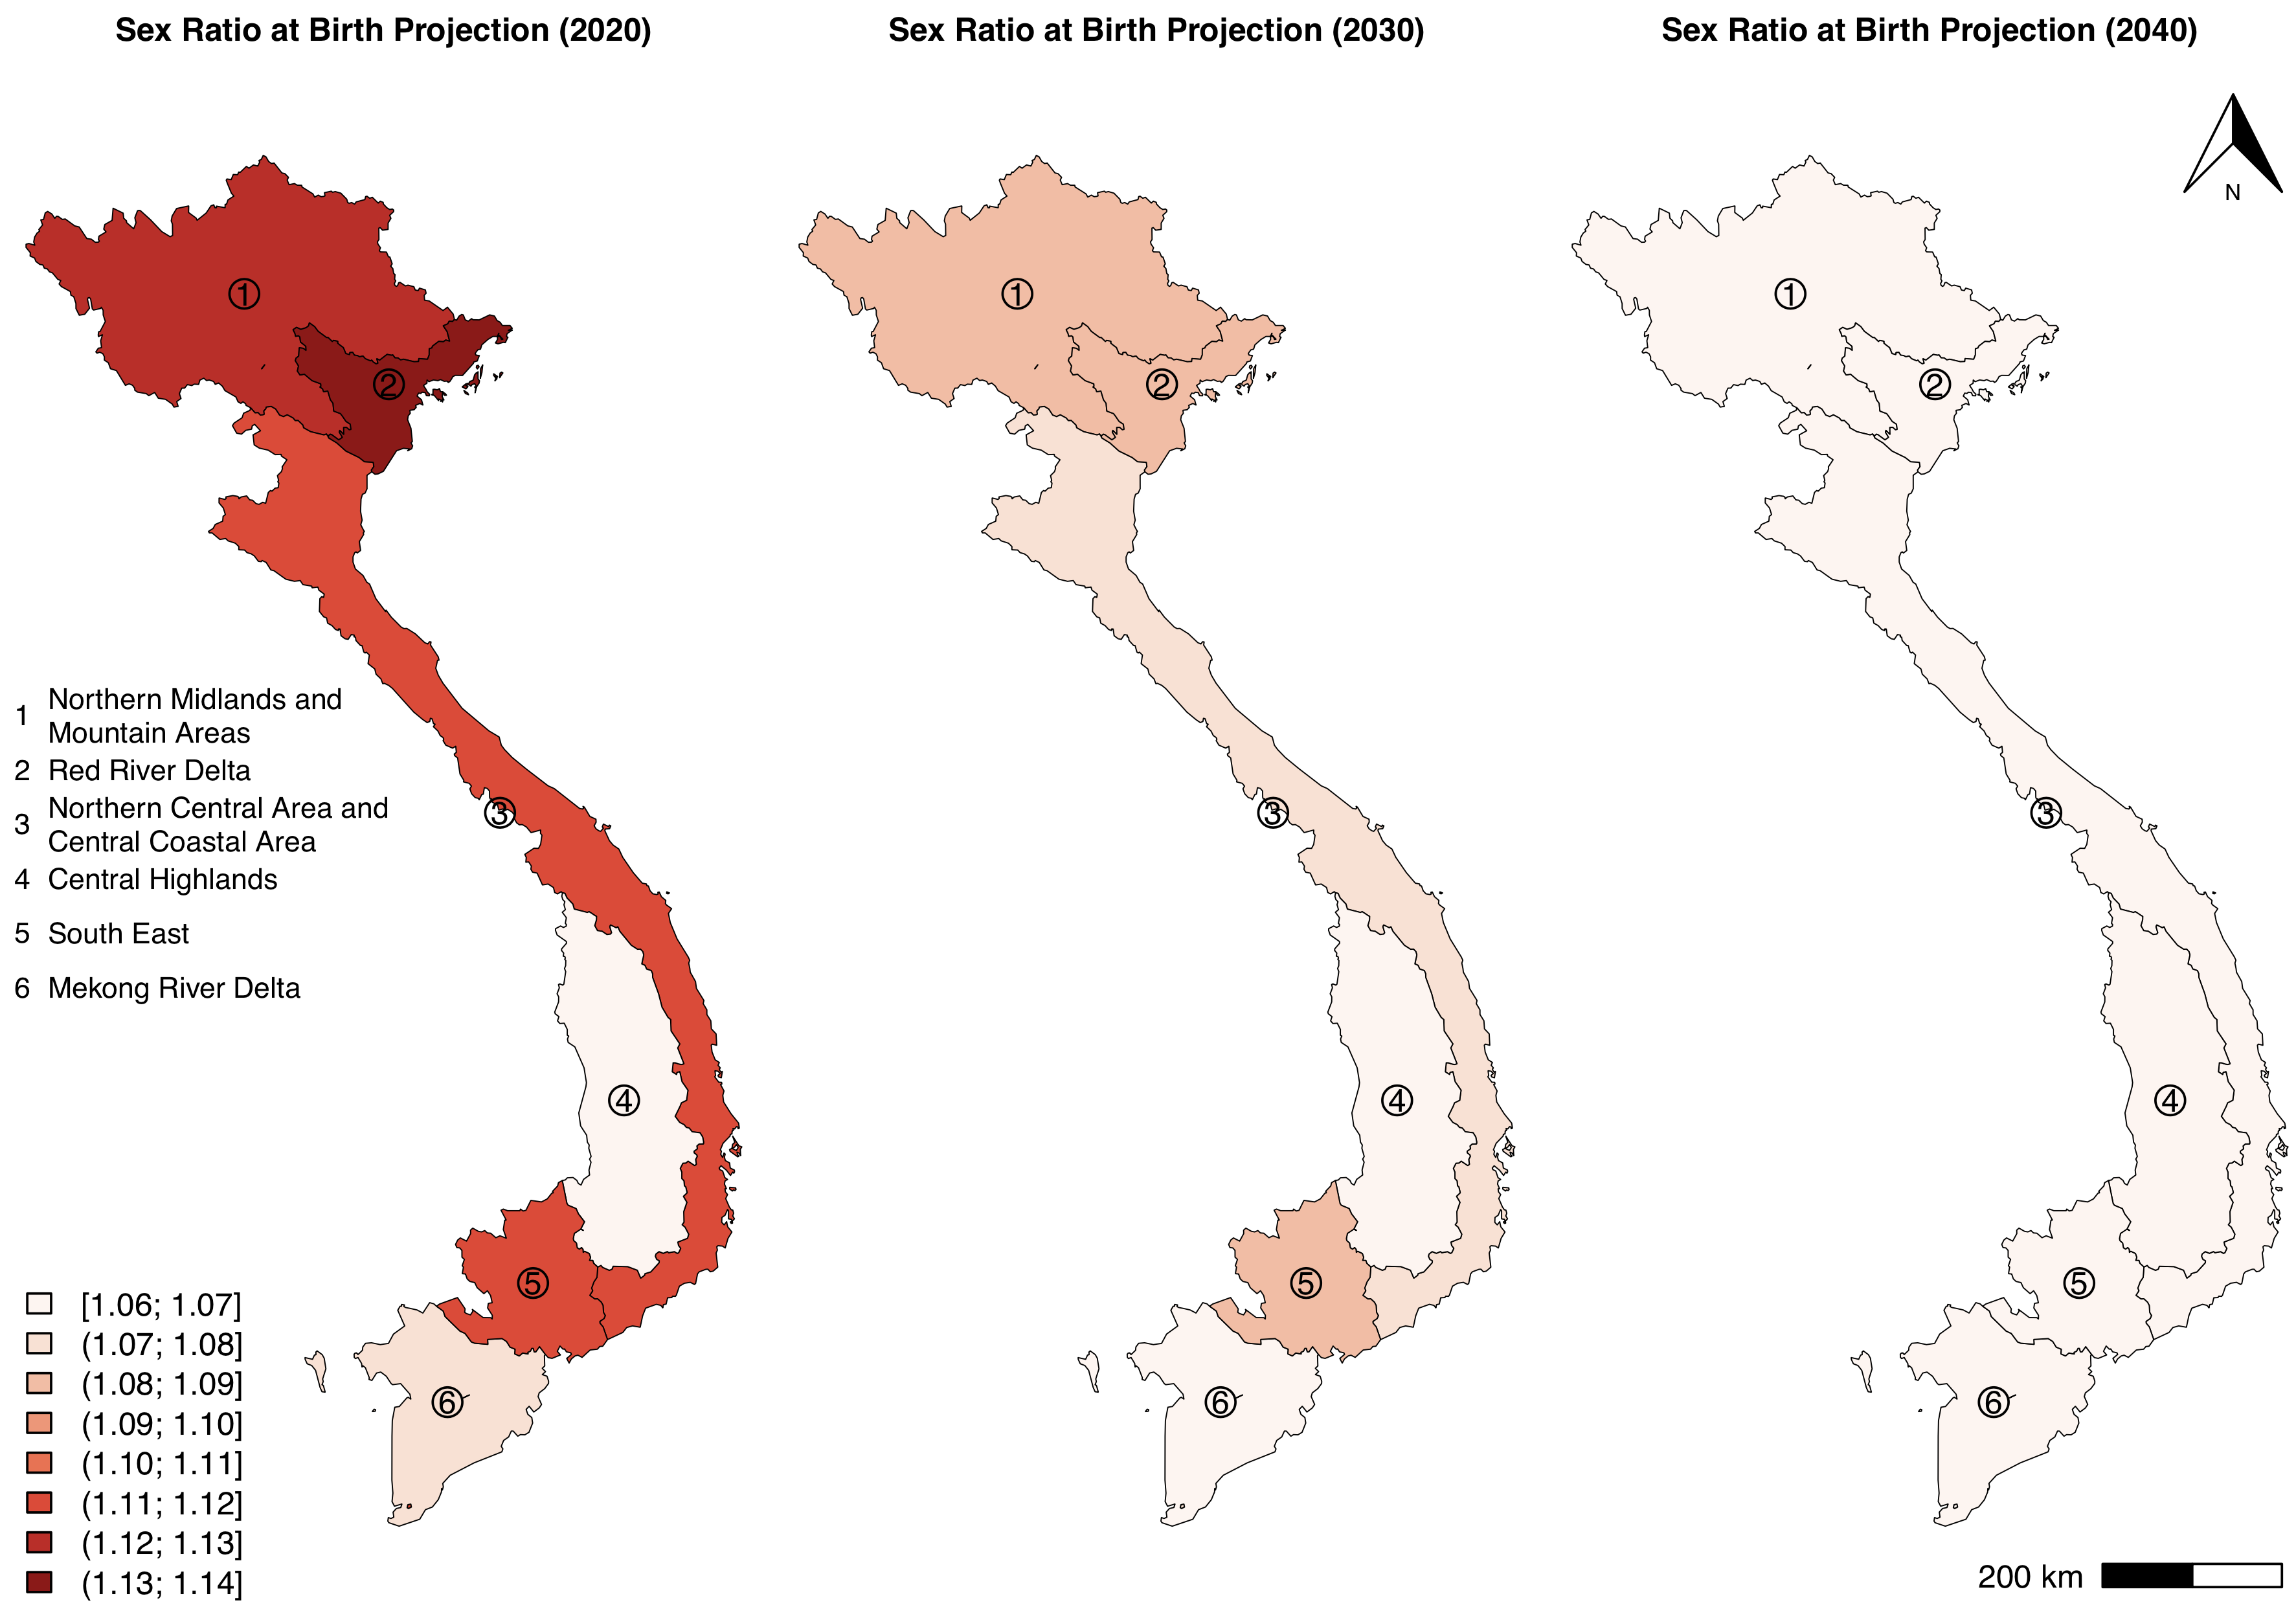 Sex Ratio at Birth Projection (2020)
Sex Ratio at Birth Projection (2030)
Sex Ratio at Birth Projection (2040)
N
1 2 3 4 5 6
1 2 3 4 5 6
1 2 3 4 5 6
1 Northern Midlands and
Mountain Areas
2 Red River Delta
3 Northern Central Area and
Central Coastal Area
4 Central Highlands
5 South East
6 Mekong River Delta
[1.06; 1.07]
(1.07; 1.08]
(1.08; 1.09]
(1.09; 1.10]
(1.10; 1.11]
(1.11; 1.12]
(1.12; 1.13]
(1.13; 1.14]
200 km